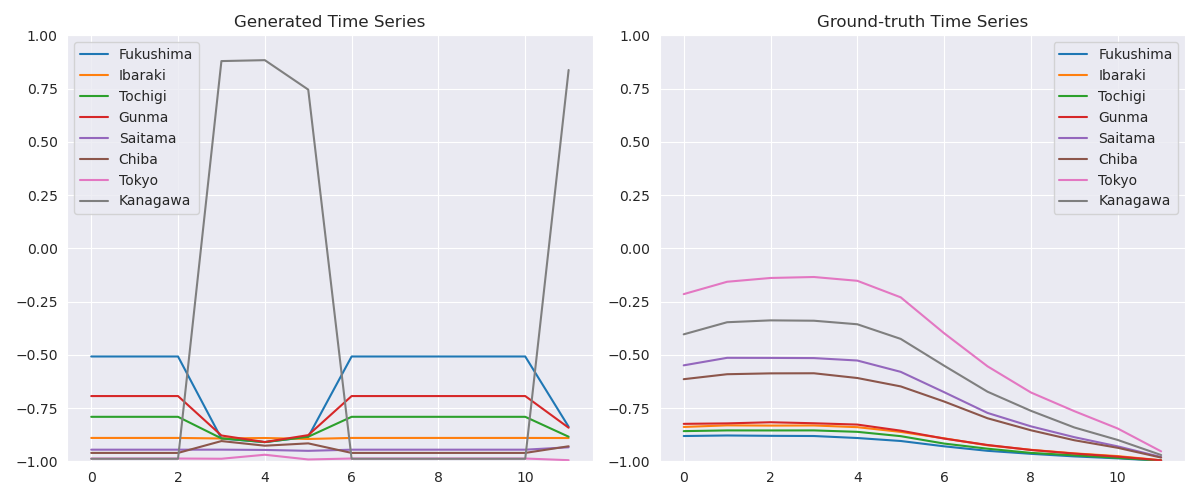 Generated Time Series
1.00
0.75
0.50
0.25
0.00
−0.25
−0.50
−0.75
−1.00
0
2
4
6
8
10
Fukushima
Ibaraki
Tochigi
Gunma
Saitama
Chiba
Tokyo
Kanagawa
Ground-truth Time Series
1.00
0.75
0.50
0.25
0.00
−0.25
−0.50
−0.75
−1.00
0
2
4
6
8
10
Fukushima
Ibaraki
Tochigi
Gunma
Saitama
Chiba
Tokyo
Kanagawa